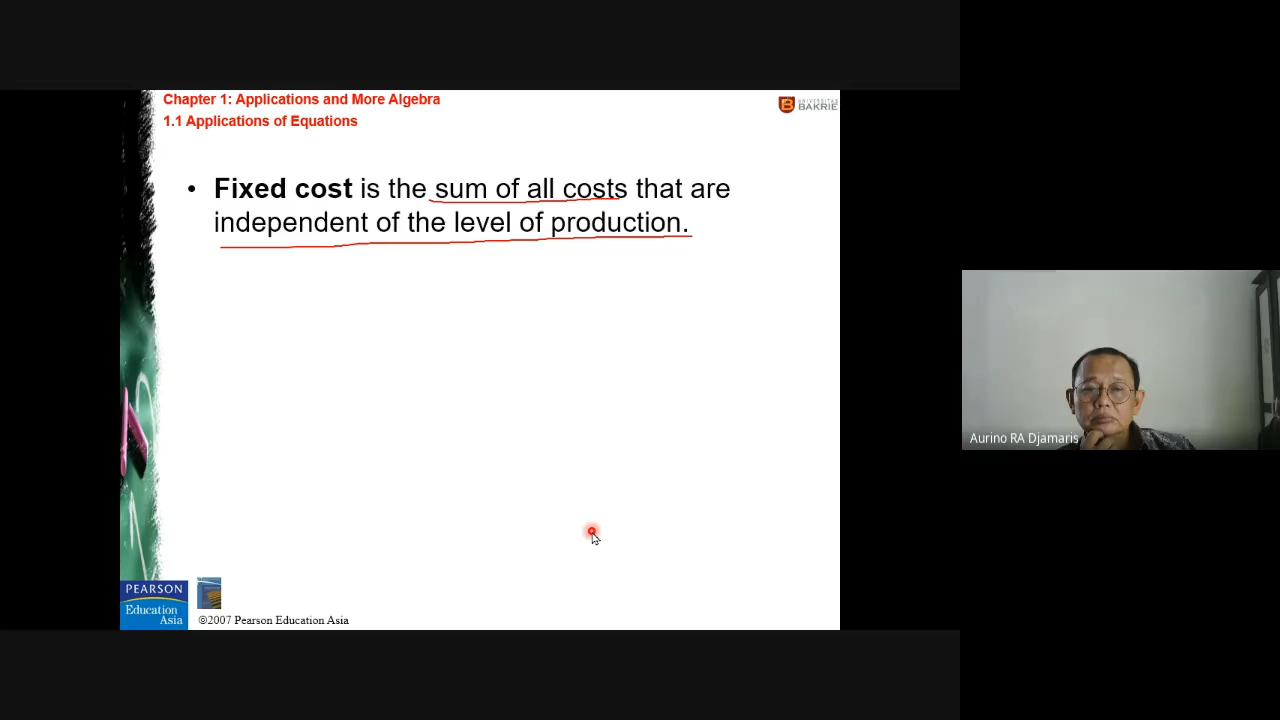 Chapter 1: Applications and More Algebra
1.1 Applications of Equations
UNIVERSITAS
BAKRIE
• Fixed cost is the sum of all costs that are
independent of the level of production.
Aurino RA Djamaris
PEARSON
Education
Asia
©2007 Pearson Education Asia